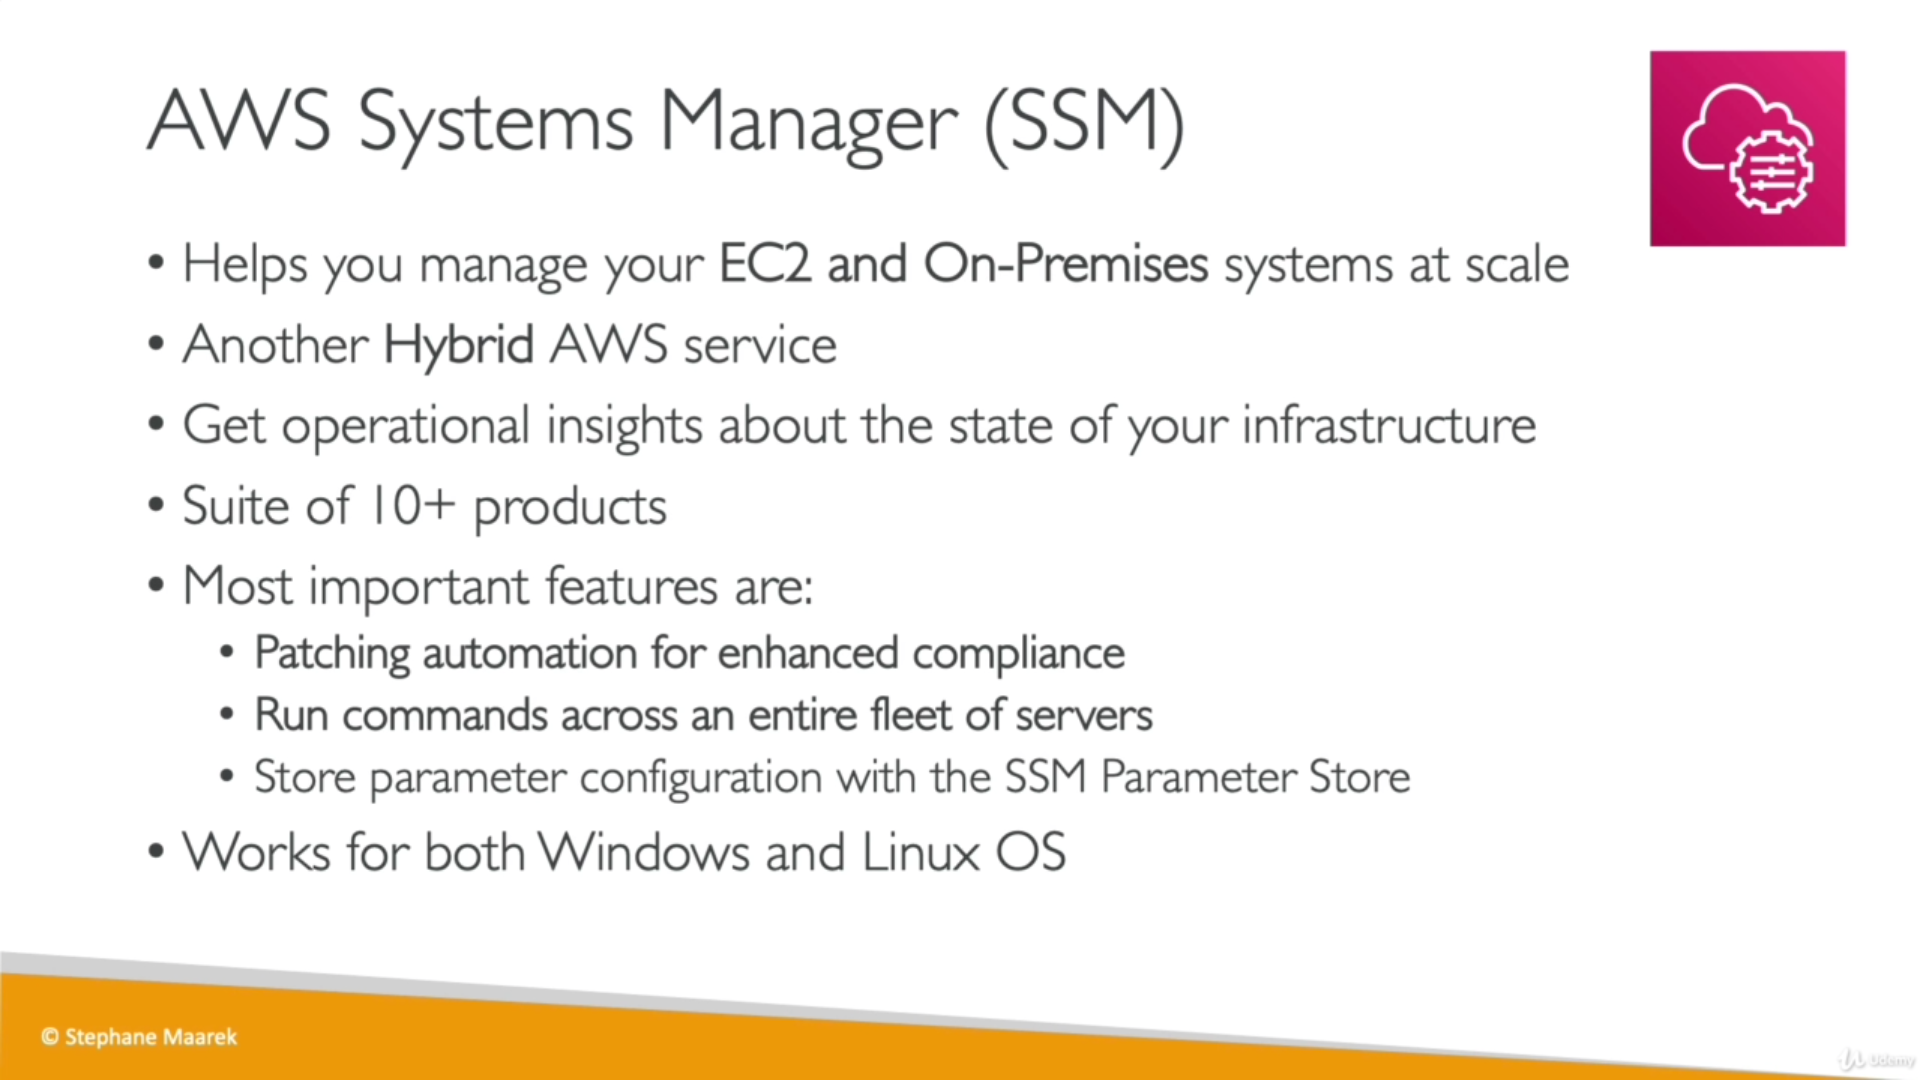 AWS Systems Manager (SSM)
• Helps you manage your EC2 and On-Premises systems at scale
• Another Hybrid AWS service
• Get operational insights about the state of your infrastructure
• Suite of 10+ products
• Most important features are:
• Patching automation for enhanced compliance
• Run commands across an entire fleet of servers
• Store parameter configuration with the SSM Parameter Store
• Works for both Windows and Linux OS
© Stephane Maarek
Udemy